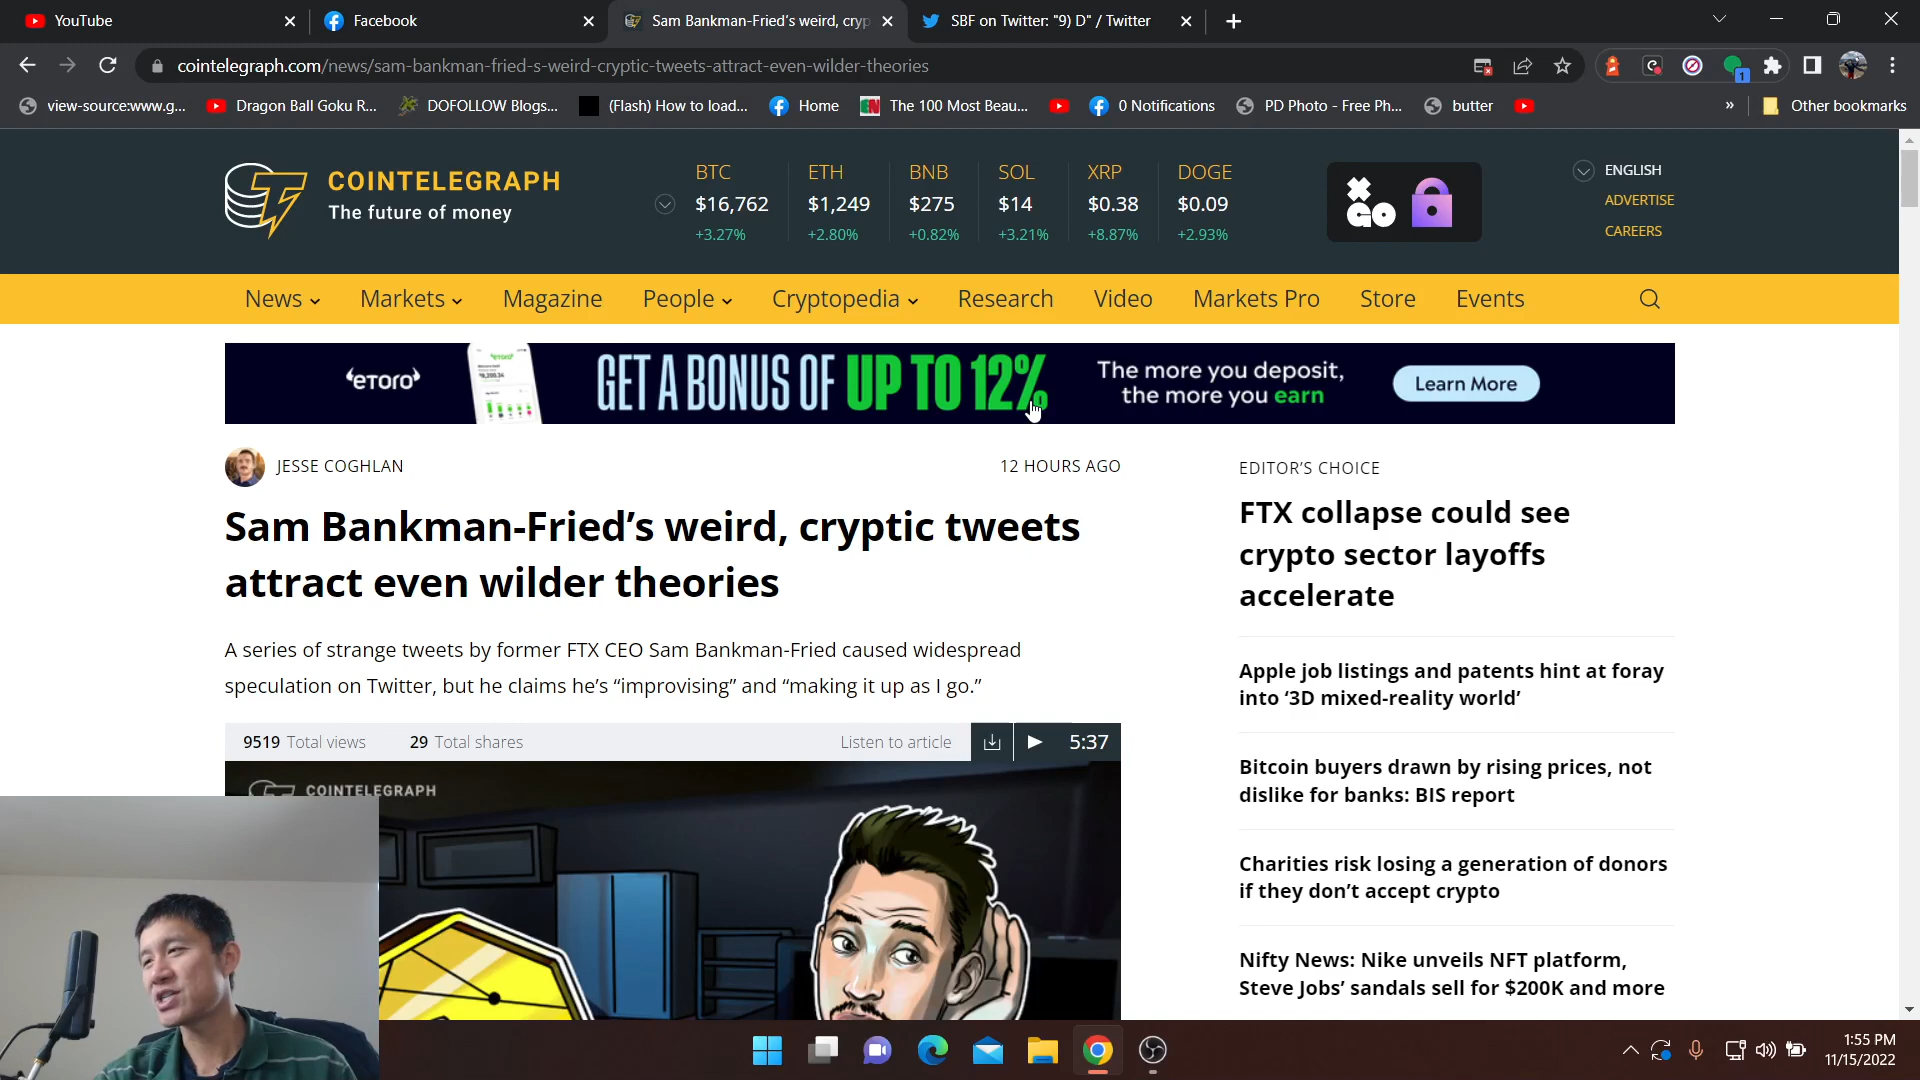 YouTube
Facebook
Sam Bankman-Fried's weird, cryp
SBF on Twitter: "9) D" / Twitter
cointelegraph.com/news/sam-bankman-fried-s-weird-cryptic-tweets-attract-even-wilder-theories
1
view-source:www.g...
Dragon Ball Goku R...
DOFOLLOW Blogs...
(Flash) How to load...
Home
The 100 Most Beau...
0 Notifications
PD Photo - Free Ph...
butter
»
Other bookmarks
COINTELEGRAPH
The future of money
BTC
$16,762
+3.27%
ETH
$1,249
+2.80%
BNB
$275
+0.82%
SOL
$14
+3.21%
XRP
$0.38
+8.87%
DOGE
$0.09
+2.93%
ENGLISH
ADVERTISE
CAREERS
News
Markets
Magazine
People
Cryptopedia
Research
Video
Markets Pro
Store
Events
eToro
GET A BONUS OF UP TO 12%
The more you deposit,
the more you earn
Learn More
JESSE COGHLAN
12 HOURS AGO
Sam Bankman-Fried's weird, cryptic tweets
attract even wilder theories
A series of strange tweets by former FTX CEO Sam Bankman-Fried caused widespread
speculation on Twitter, but he claims he's “improvising” and “making it up as I go.”
9519 Total views
29 Total shares
Listen to article
5:37
COINTELEGRAPH
EDITOR'S CHOICE
FTX collapse could see
crypto sector layoffs
accelerate
Apple job listings and patents hint at foray
into ‘3D mixed-reality world’
Bitcoin buyers drawn by rising prices, not
dislike for banks: BIS report
Charities risk losing a generation of donors
if they don't accept crypto
Nifty News: Nike unveils NFT platform,
Steve Jobs' sandals sell for $200K and more
1:55 PM
11/15/2022